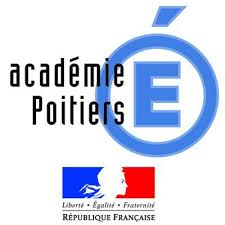 académie
Poitiers
É
Liberté • Égalité • Fraternité
RÉPUBLIQUE FRANÇAISE